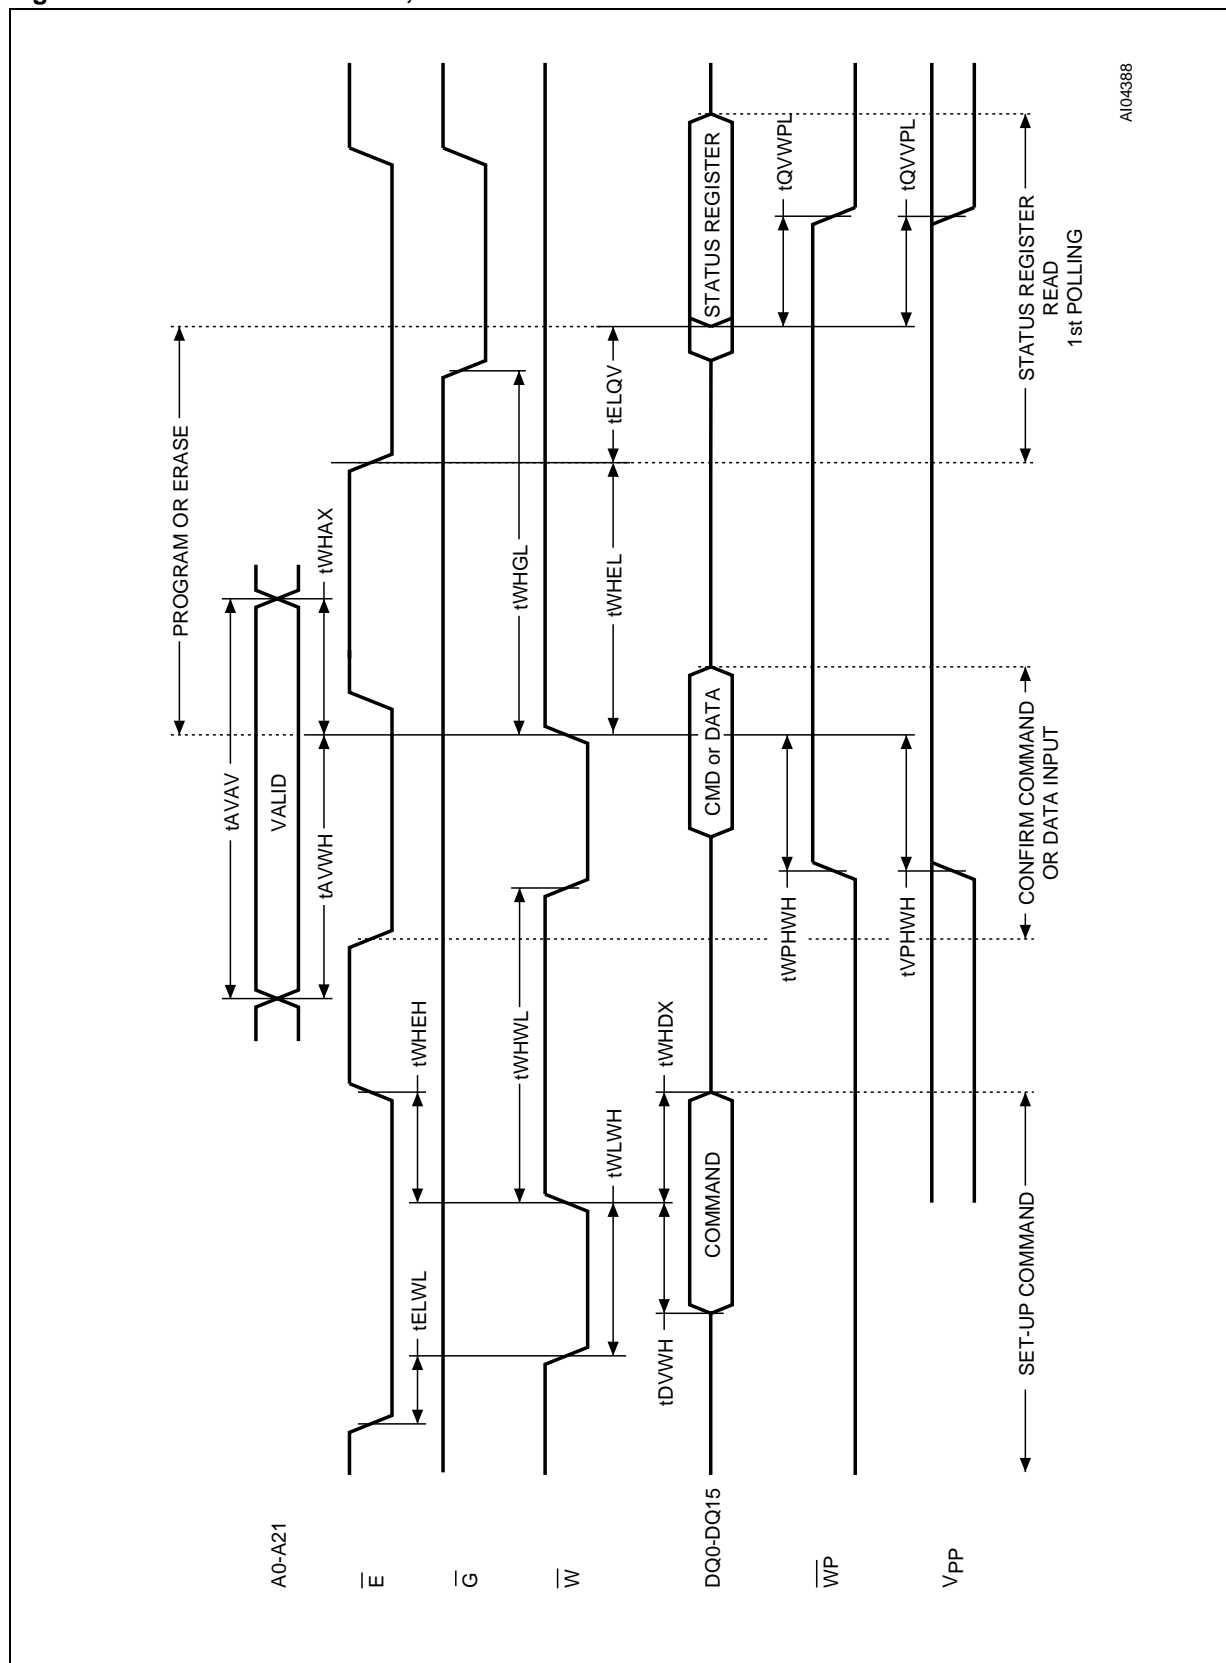 PROGRAM OR ERASE
tAVAV
A0-A21
VALID
tAVWH
tWHAX
E
tELWL
tWHEH
G
tWHWL
tWHGL
W
tWLWH
tWHEL
tELQV
tDVWH
tWHDX
DQ0-DQ15
COMMAND
CMD or DATA
STATUS REGISTER
tWPHWH
tQVWPL
WP
tVPHWH
tQVVPL
VPP
SET-UP COMMAND
CONFIRM COMMAND
OR DATA INPUT
STATUS REGISTER
READ
1st POLLING
AI04388